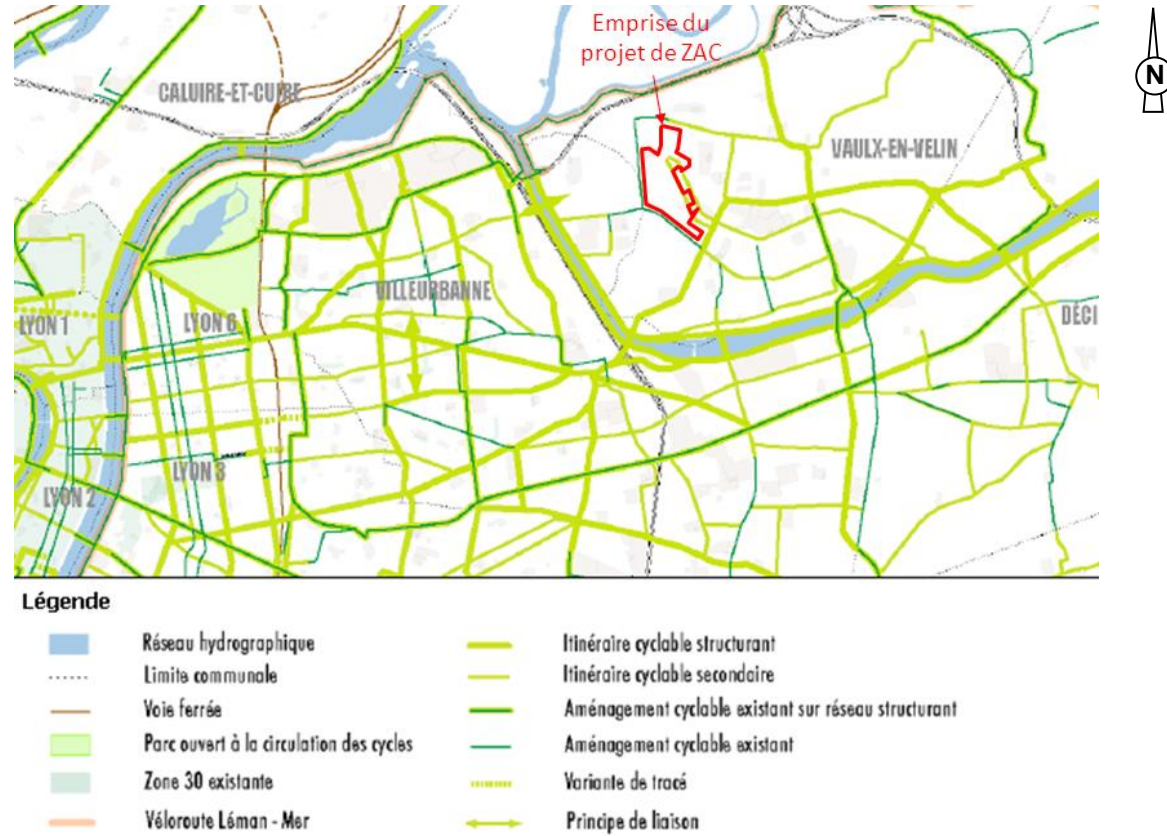 Emprise du
projet de ZAC
N
CALUIRE-ET-CUIRE
VAULX-EN-VELIN
VILLEURBANNE
LYON 1
LYON 6
DÉCI
LYON 3
LYON 2
Légende
Réseau hydrographique
Limite communale
Voie ferrée
Parc ouvert à la circulation des cycles
Zone 30 existante
Véloroute Léman - Mer
Itinéraire cyclable structurant
Itinéraire cyclable secondaire
Aménagement cyclable existant sur réseau structurant
Aménagement cyclable existant
Variante de tracé
Principe de liaison